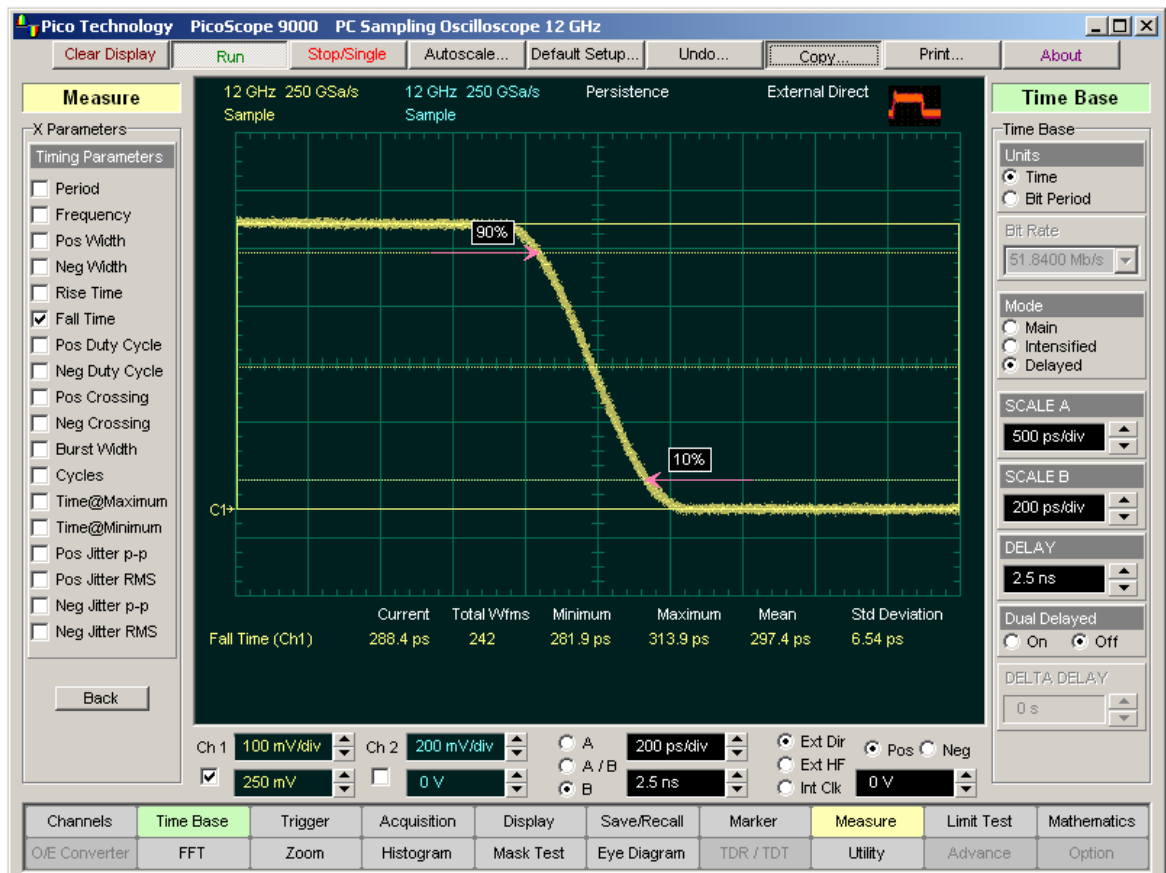 Pico Technology PicoScope 9000 PC Sampling Oscilloscope 12 GHz
Clear Display Run Stop/Single Autoscale... Default Setup... Undo... Copy... Print... About
Measure
X Parameters
Timing Parameters
Period
Frequency
Pos Width
Neg Width
Rise Time
Fall Time
Pos Duty Cycle
Neg Duty Cycle
Pos Crossing
Neg Crossing
Burst Width
Cycles
Time@Maximum
Time@Minimum
Pos Jitter p-p
Pos Jitter RMS
Neg Jitter p-p
Neg Jitter RMS
Back
12 GHz 250 GSa/s 12 GHz 250 GSa/s Persistence External Direct
Sample Sample
90%
10%
C1
Current Total Wfms Minimum Maximum Mean Std Deviation
Fall Time (Ch1) 288.4 ps 242 281.9 ps 313.9 ps 297.4 ps 6.54 ps
Time Base
Time Base
Units
Time
Bit Period
Bit Rate
51.8400 Mb/s
Mode
Main
Intensified
Delayed
SCALE A
500 ps/div
SCALE B
200 ps/div
DELAY
2.5 ns
Dual Delayed
On Off
DELTA DELAY
0 s
Ch 1 100 mV/div Ch 2 200 mV/div A 200 ps/div Ext Dir Pos Neg
A / B Ext HF
250 mV 0 V B 2.5 ns Int Clk 0 V
Channels Time Base Trigger Acquisition Display Save/Recall Marker Measure Limit Test Mathematics
O/E Converter FFT Zoom Histogram Mask Test Eye Diagram TDR / TDT Utility Advance Option